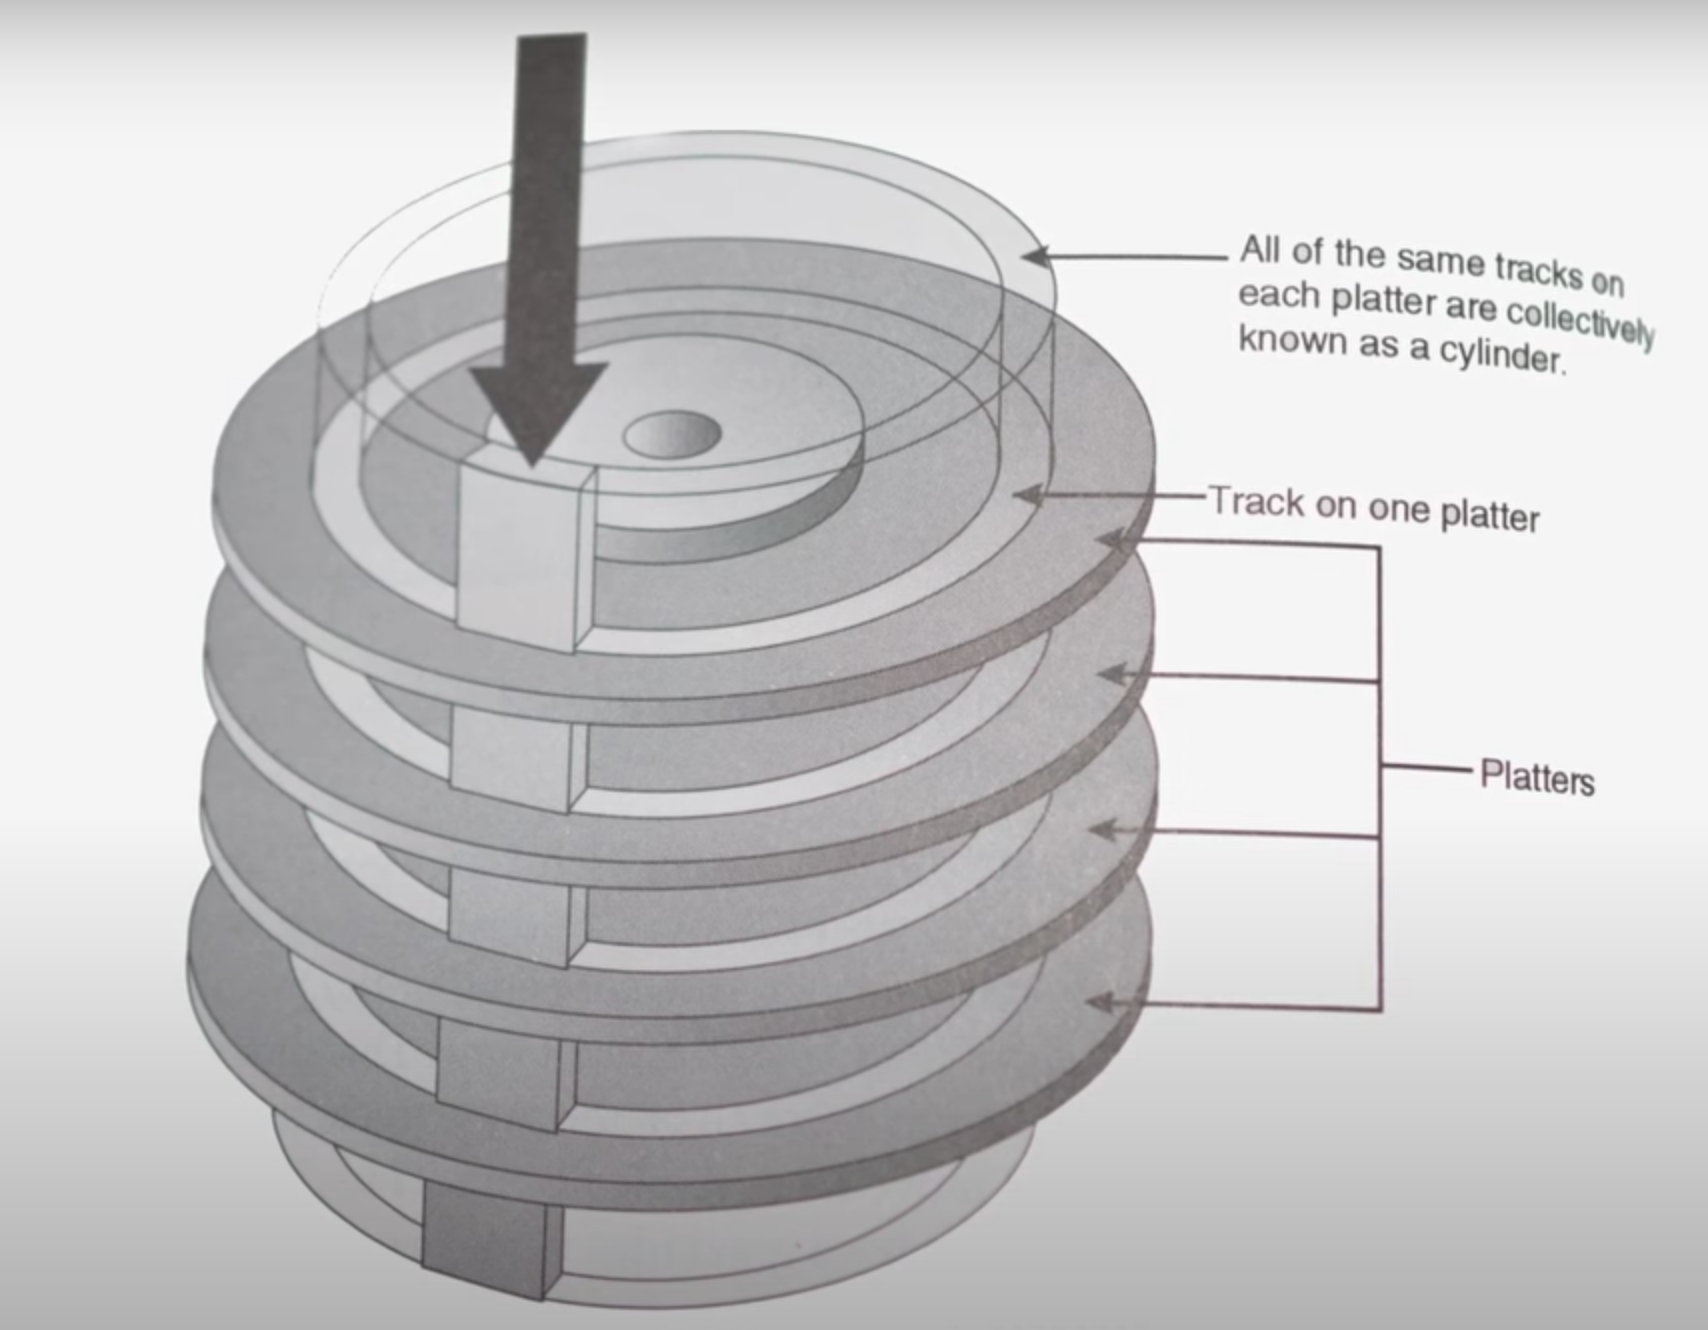 All of the same tracks on
each platter are collectively
known as a cylinder.
Track on one platter
Platters